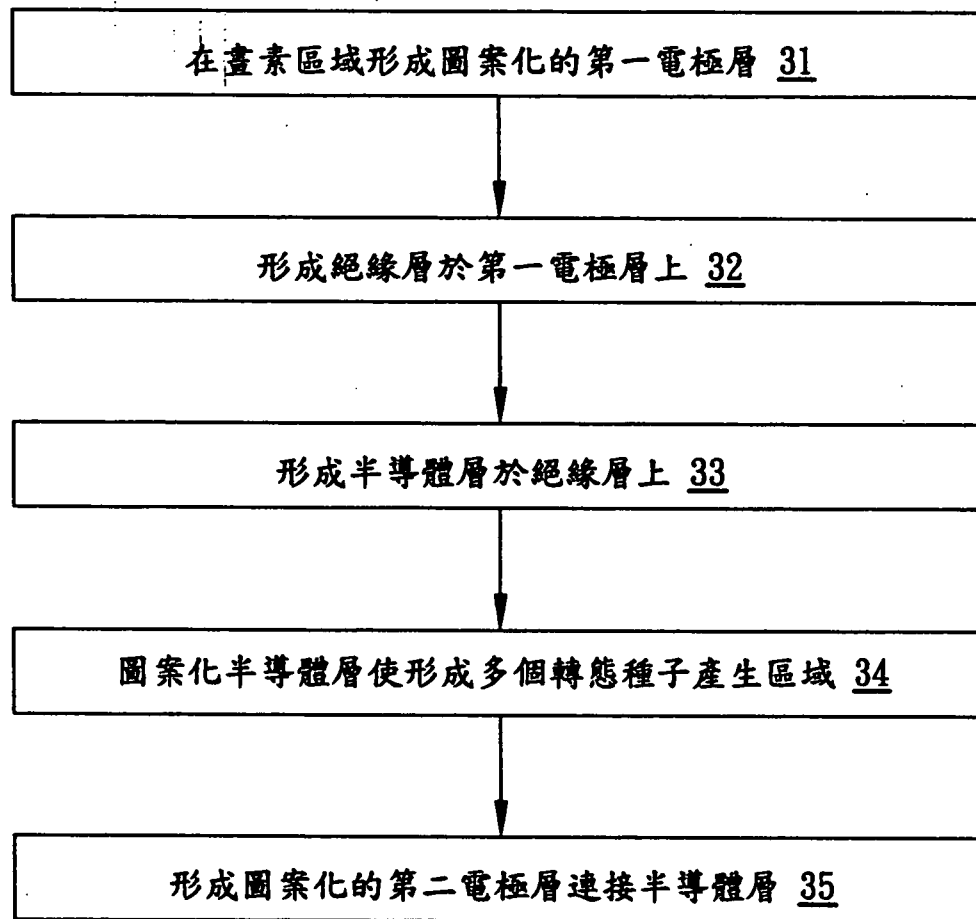 在畫素區域形成圖案化的第一電極層 31
形成絕緣層於第一電極層上 32
形成半導體層於絕緣層上 33
圖案化半導體層使形成多個轉態種子產生區域 34
形成圖案化的第二電極層連接半導體層 35